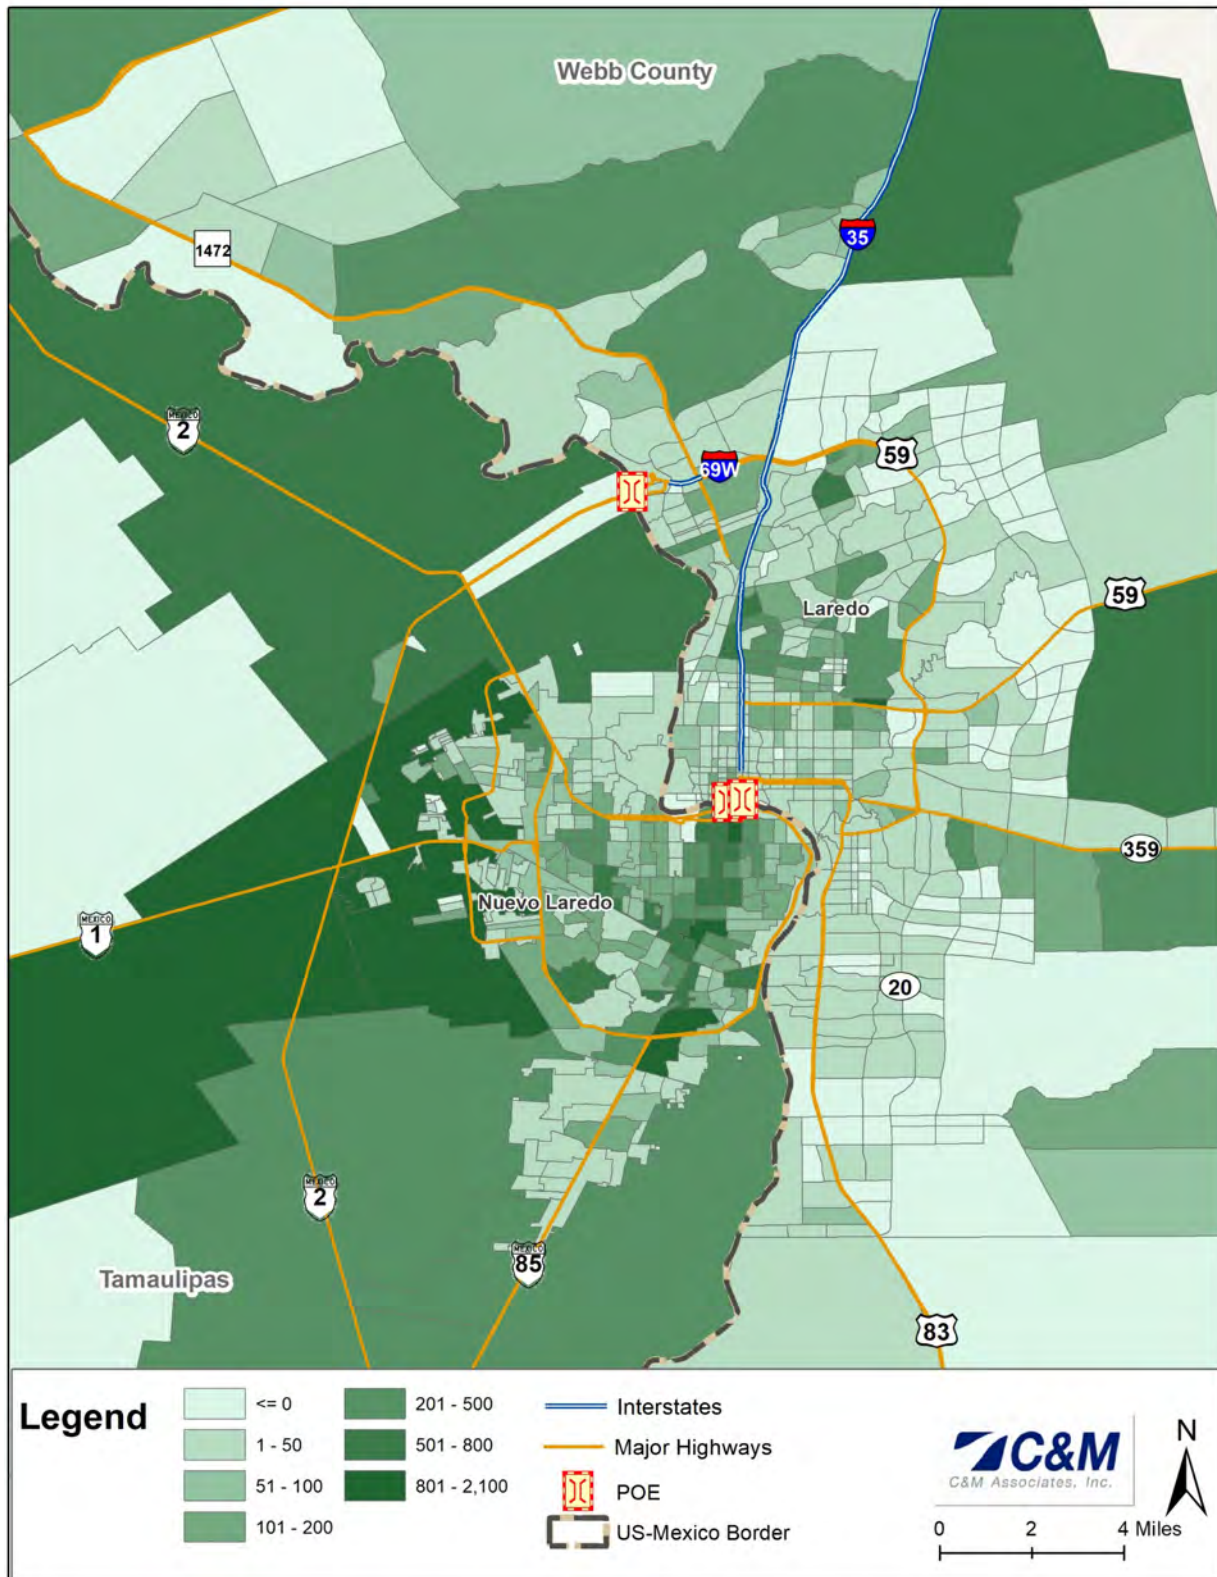 Webb County
35
1472
MEXICO
2
59
69W
59
Laredo
359
Nuevo Laredo
MEXICO
1
20
MEXICO
2
MEXICO
85
Tamaulipas
83
Legend
<= 0
1 - 50
51 - 100
101 - 200
201 - 500
501 - 800
801 - 2,100
Interstates
Major Highways
POE
US-Mexico Border
C&M
C&M Associates, Inc.
N
0 2 4 Miles